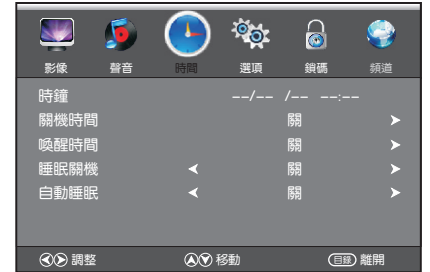 影像 聲音 時間 選項 鎖碼 頻道
時鐘 --/-- /-- --:--
關機時間 關
喚醒時間 關
睡眠關機 關
自動睡眠 關
調整 移動 目錄 離開